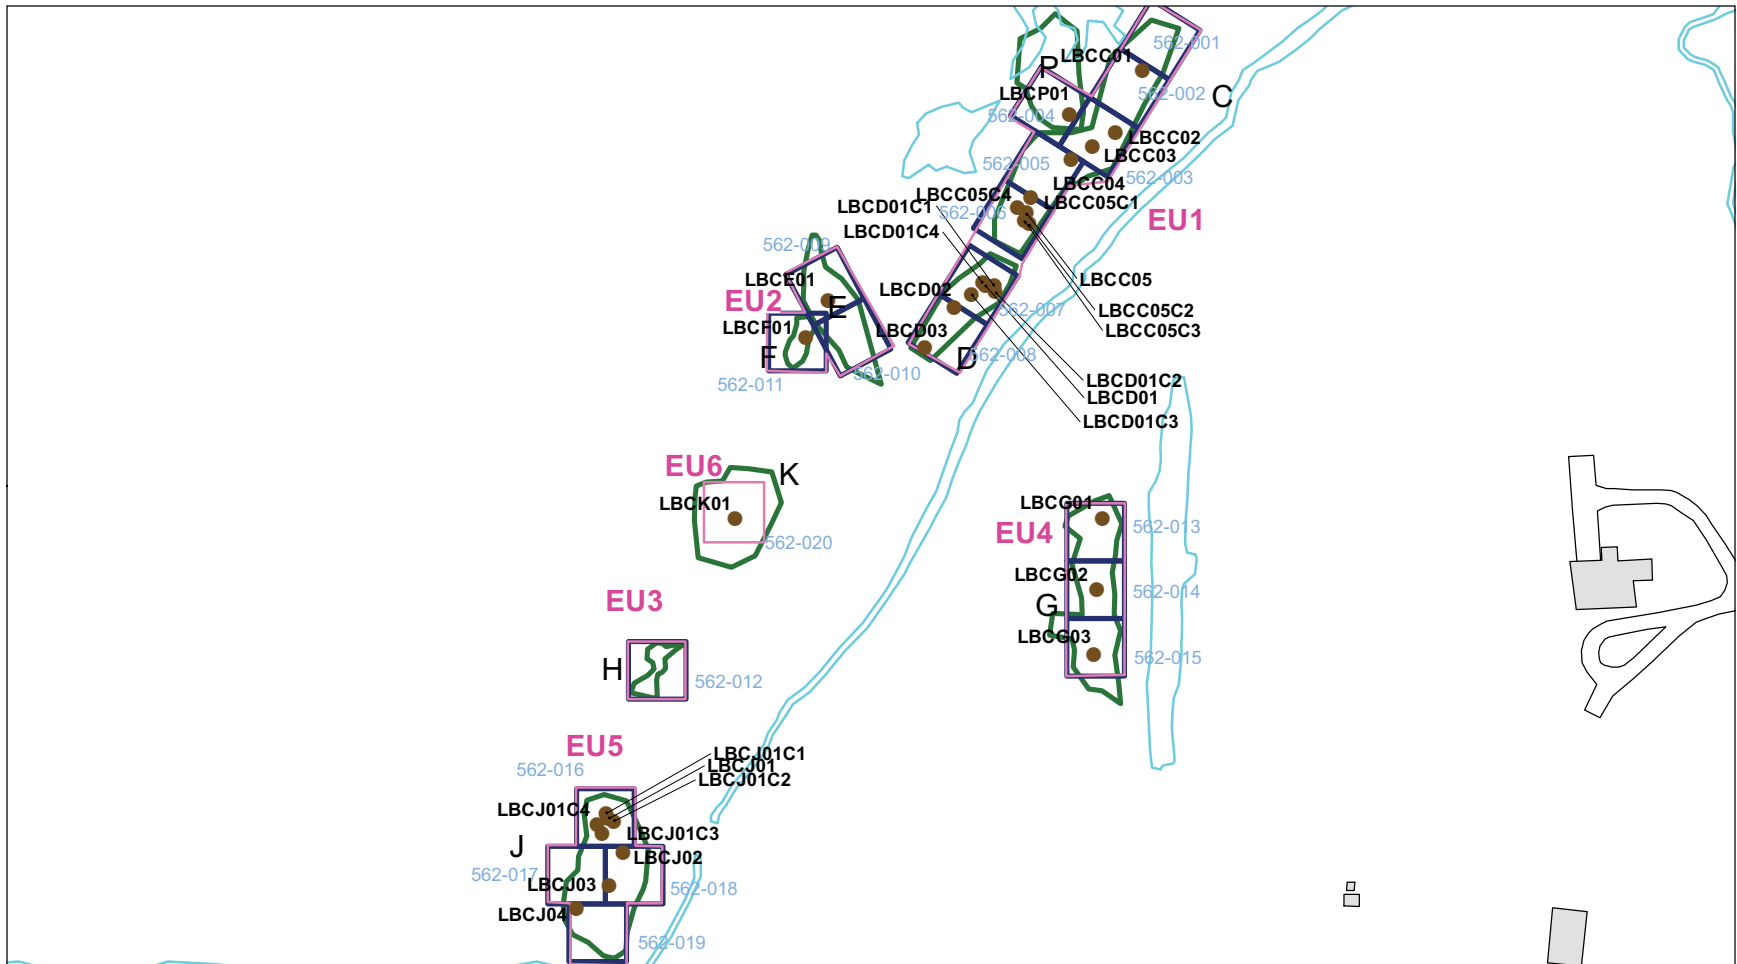 562-001
LBCC01
P
562-002
C
LBCP01
562-004
LBCC02
LBCC03
562-005
562-003
LBCC04
LBCC05C4
LBCC05C1
LBCD01C1
562-006
EU1
LBCD01C4
562-009
LBCE01
LBCC05
EU2
E
LBCD02
562-007
LBCC05C2
LBCF01
LBCD03
LBCC05C3
F
D
562-008
562-011
562-010
LBCD01C2
LBCD01
LBCD01C3
EU6
K
LBCK01
562-020
LBCG01
EU4
562-013
LBCG02
562-014
G
LBCG03
562-015
EU3
H
562-012
EU5
LBCJ01C1
562-016
LBCJ01
LBCJ01C2
LBCJ01C4
LBCJ01C3
J
LBCJ02
562-017
LBCJ03
562-018
LBCJ04
562-019